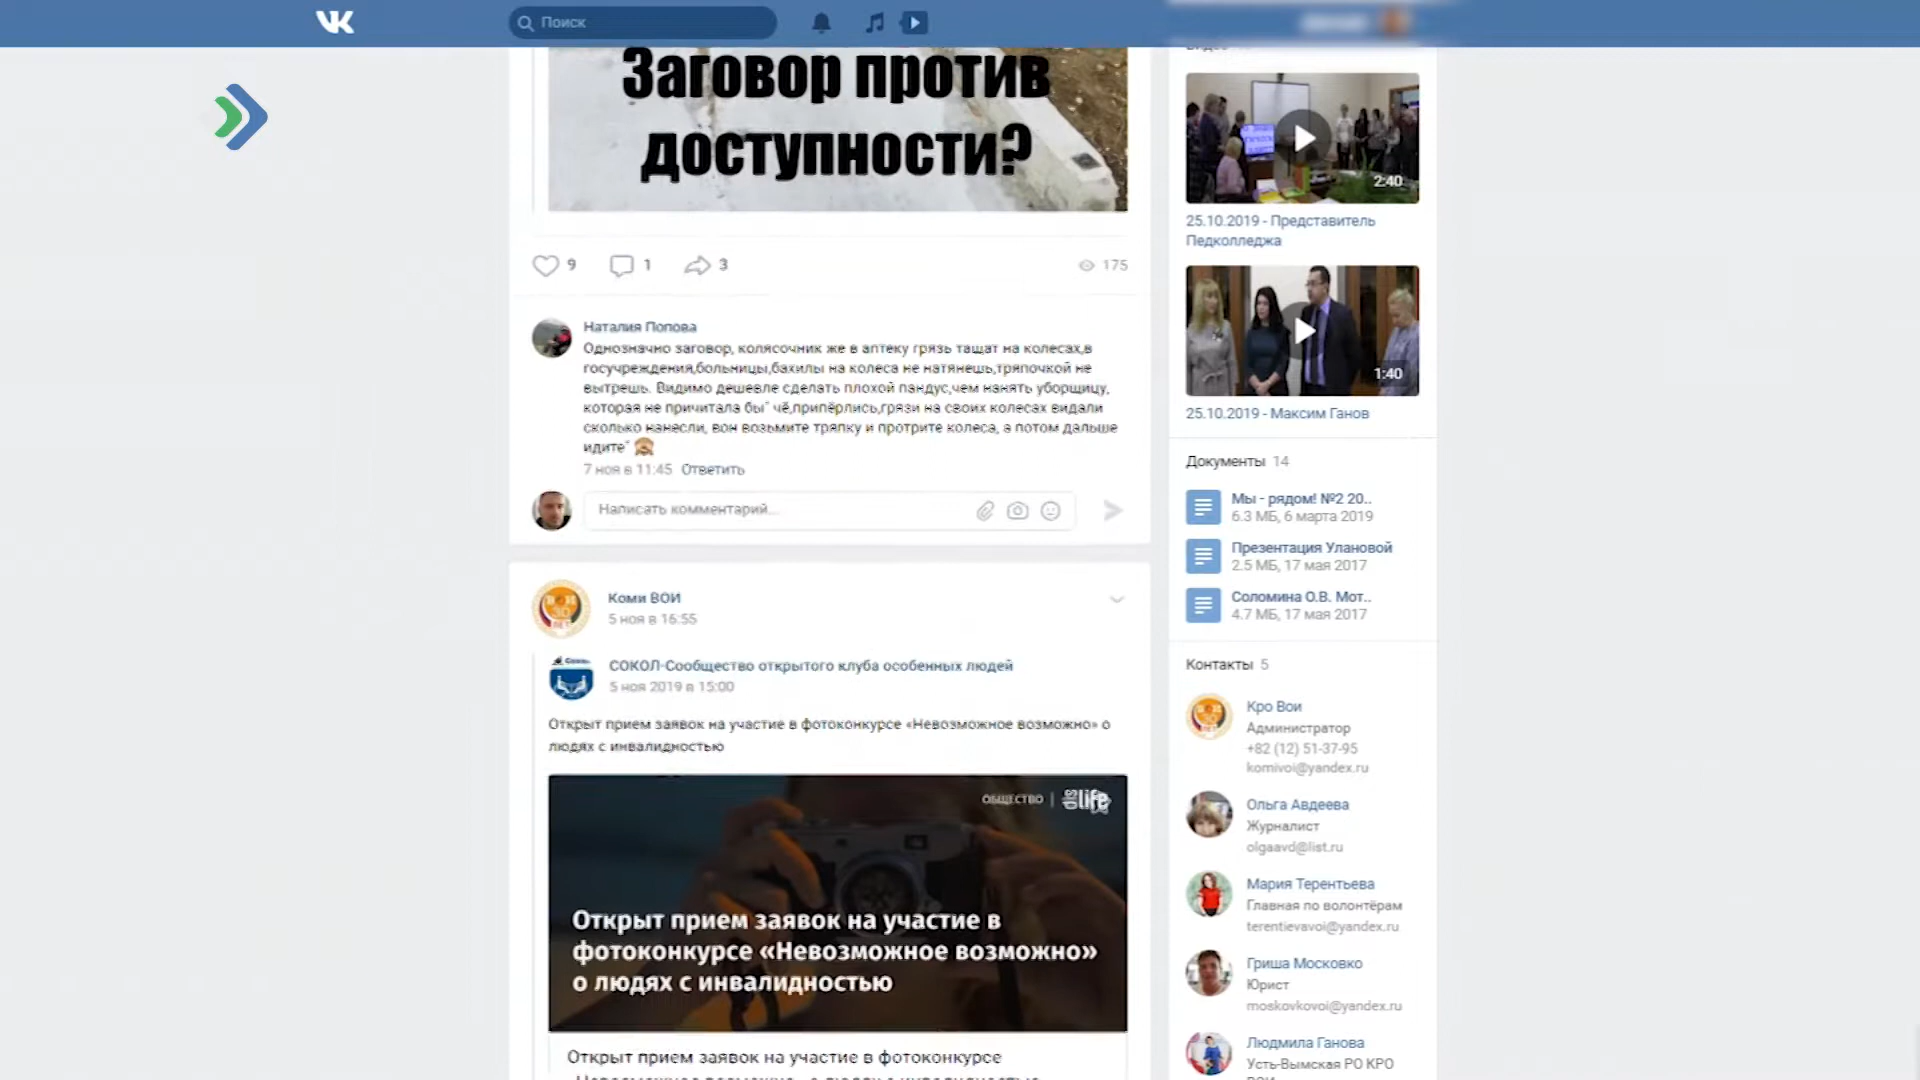 Поиск
Заговор против
доступности?
9
1
3
175
Наталия Попова
Однозначно заговор, колясочник же в аптеку грязь тащат на колесах,в
госучреждения,больницы,бахилы на колеса не натянешь,тряпочкой не
вытрешь. Видимо дешевле сделать плохой пандус,чем нанять уборщицу,
которая не причитала бы" чё,припёрлись,грязи на своих колесах видали
сколько нанесли, вон возьмите тряпку и протрите колеса, а потом дальше
идите"
7 ноя в 11:45 Ответить
Написать комментарий...
Коми ВОИ
5 ноя в 16:55
СОКОЛ-Сообщество открытого клуба особенных людей
5 ноя 2019 в 15:00
Открыт прием заявок на участие в фотоконкурсе «Невозможное возможно» о
людях с инвалидностью
ОБЩЕСТВО | dislife
Открыт прием заявок на участие в
фотоконкурсе «Невозможное возможно»
о людях с инвалидностью
Открыт прием заявок на участие в фотоконкурсе
Видео
2:40
25.10.2019 - Представитель
Педколледжа
1:40
25.10.2019 - Максим Ганов
Документы 14
Мы - рядом! №2 20..
6.3 МБ, 6 марта 2019
Презентация Улановой
2.5 МБ, 17 мая 2017
Соломина О.В. Мот..
4.7 МБ, 17 мая 2017
Контакты 5
Кро Вои
Администратор
+82 (12) 51-37-95
komivoi@yandex.ru
Ольга Авдеева
Журналист
olgaavd@list.ru
Мария Терентьева
Главная по волонтёрам
terentievavoi@yandex.ru
Гриша Московко
Юрист
moskovkovoi@yandex.ru
Людмила Ганова
Усть-Вымская РО КРО
ВОИ